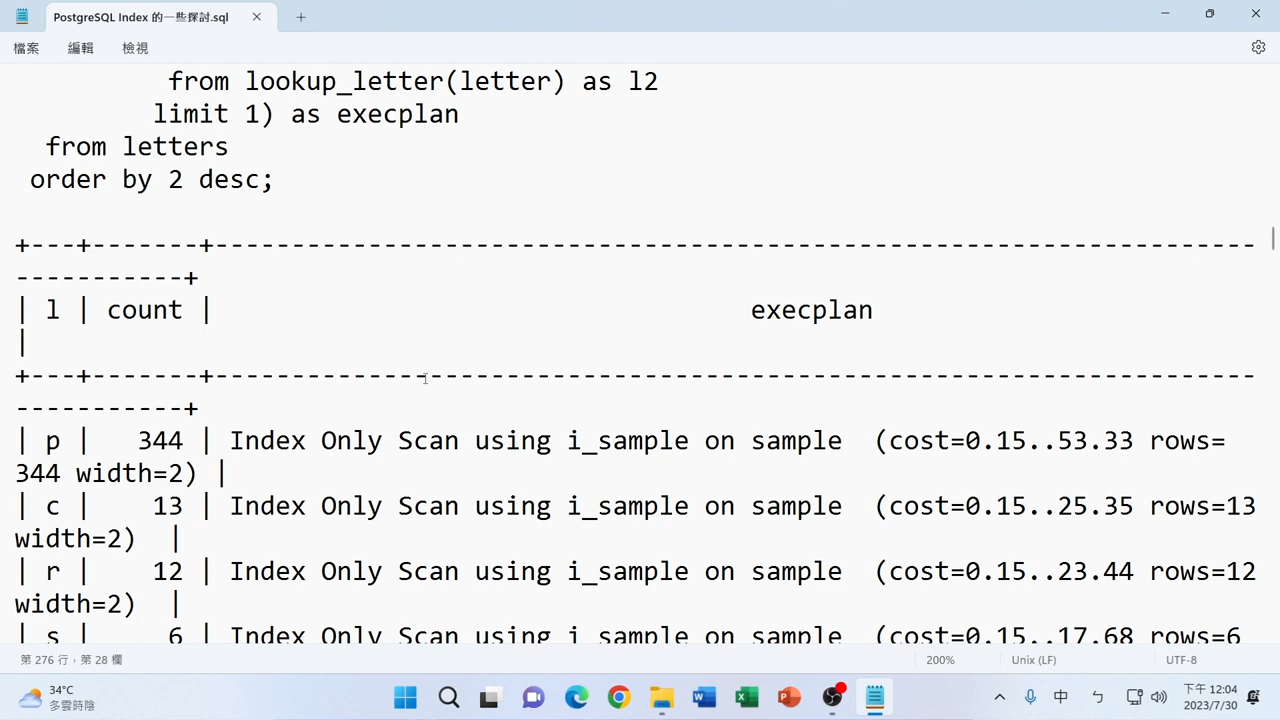 PostgreSQL Index 的一些探討.sql
檔案 編輯 檢視
from lookup_letter(letter) as l2
limit 1) as execplan
from letters
order by 2 desc;
+---+-------+--------------------------------------------------------------------
-----------+
| l | count | execplan
|
+---+-------+--------------------------------------------------------------------
-----------+
| p | 344 | Index Only Scan using i_sample on sample (cost=0.15..53.33 rows=
344 width=2) |
| c | 13 | Index Only Scan using i_sample on sample (cost=0.15..25.35 rows=13
width=2) |
| r | 12 | Index Only Scan using i_sample on sample (cost=0.15..23.44 rows=12
width=2) |
| s | 6 | Index Only Scan using i_sample on sample (cost=0.15..17.68 rows=6
第 276 行，第 28 欄 200% Unix (LF) UTF-8
34°C
多雲時陰
中
下午 12:04
2023/7/30